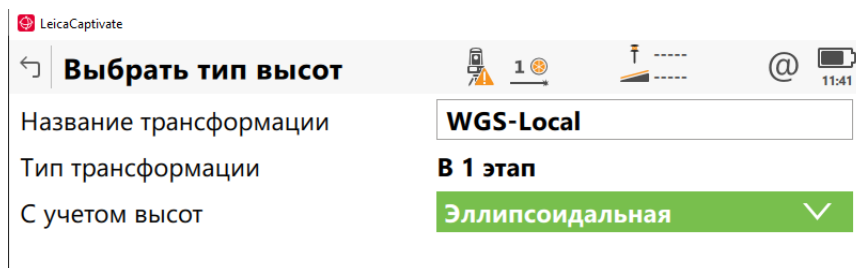 LeicaCaptivate
Выбрать тип высот
1
-----
-----
@
11:41
Название трансформации WGS-Local
Тип трансформации В 1 этап
С учетом высот Эллипсоидальная